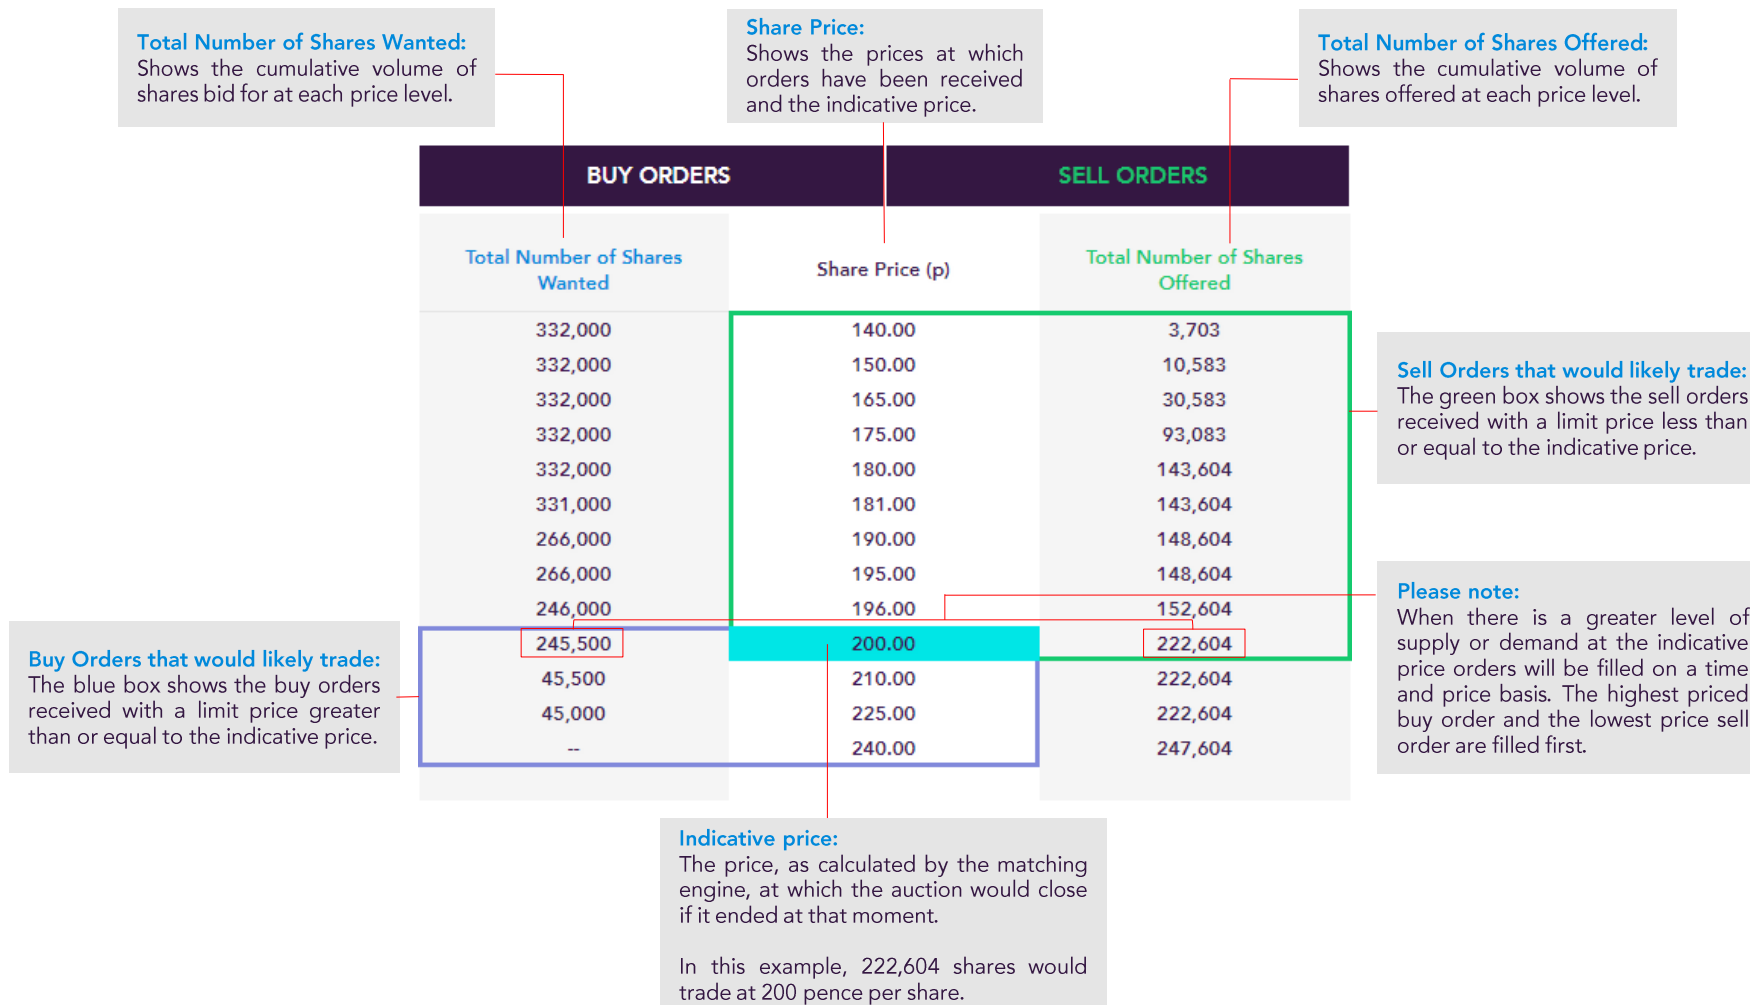 Total Number of Shares Wanted:
Shows the cumulative volume of
shares bid for at each price level.
Share Price:
Shows the prices at which
orders have been received
and the indicative price.
Total Number of Shares Offered:
Shows the cumulative volume of
shares offered at each price level.
BUY ORDERS
SELL ORDERS
Total Number of Shares
Wanted
Share Price (p)
Total Number of Shares
Offered
332,000 140.00 3,703
332,000 150.00 10,583
332,000 165.00 30,583
332,000 175.00 93,083
332,000 180.00 143,604
331,000 181.00 143,604
266,000 190.00 148,604
266,000 195.00 148,604
246,000 196.00 152,604
245,500 200.00 222,604
45,500 210.00 222,604
45,000 225.00 222,604
-- 240.00 247,604
Sell Orders that would likely trade:
The green box shows the sell orders
received with a limit price less than
or equal to the indicative price.
Please note:
When there is a greater level of
supply or demand at the indicative
price orders will be filled on a time
and price basis. The highest priced
buy order and the lowest price sell
order are filled first.
Buy Orders that would likely trade:
The blue box shows the buy orders
received with a limit price greater
than or equal to the indicative price.
Indicative price:
The price, as calculated by the matching
engine, at which the auction would close
if it ended at that moment.
In this example, 222,604 shares would
trade at 200 pence per share.